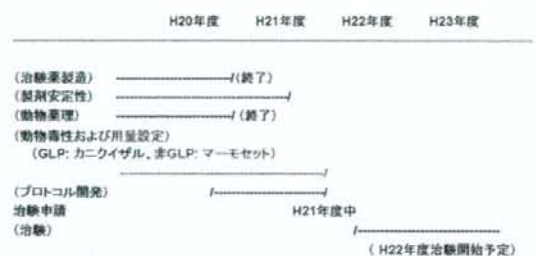 H20年度 H21年度 H22年度 H23年度
(治験薬製造) /(終了)
(製剤安定性) /
(動物薬理) /(終了)
(動物毒性および用量設定)
(GLP: カニクイザル、非GLP: マーモセット)
/
(プロトコル開発) / /
治験申請 H21年度中
(治験) /
( H22年度治験開始予定)